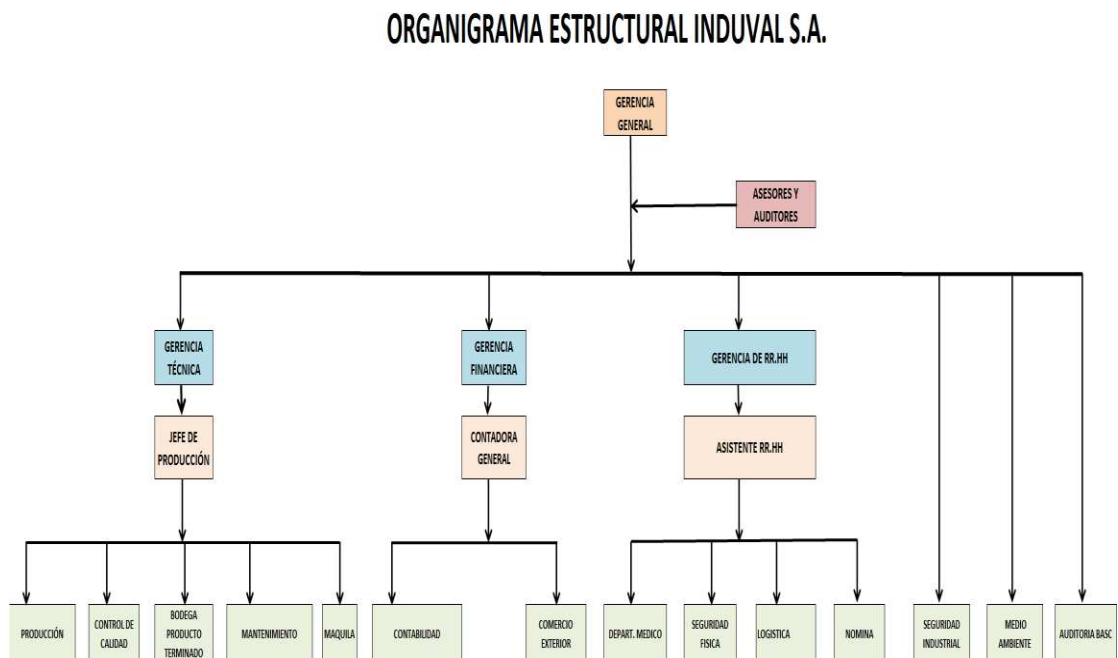 ORGANIGRAMA ESTRUCTURAL INDUVAL S.A.
GERENCIA
GENERAL
ASESORES Y
AUDITORES
GERENCIA
TÉCNICA
GERENCIA
FINANCIERA
GERENCIA DE RR.HH
JEFE DE
PRODUCCIÓN
CONTADORA
GENERAL
ASISTENTE RR.HH
PRODUCCIÓN
CONTROL DE
CALIDAD
BODEGA
PRODUCTO
TERMINADO
MANTENIMIENTO
MAQUILA
CONTABILIDAD
COMERCIO
EXTERIOR
DEPART. MEDICO
SEGURIDAD
FISICA
LOGISTICA
NOMINA
SEGURIDAD
INDUSTRIAL
MEDIO
AMBIENTE
AUDITORIA BASC